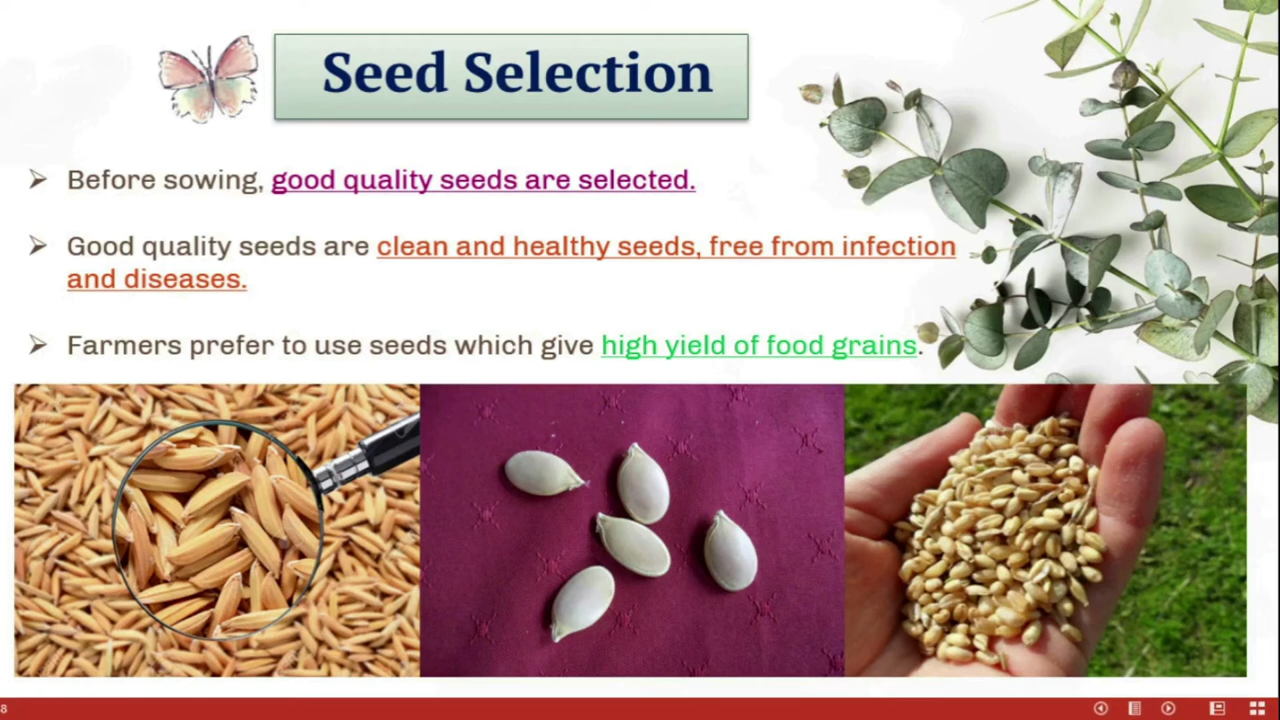 Seed Selection
Before sowing, good quality seeds are selected.
Good quality seeds are clean and healthy seeds, free from infection
and diseases.
Farmers prefer to use seeds which give high yield of food grains.
8